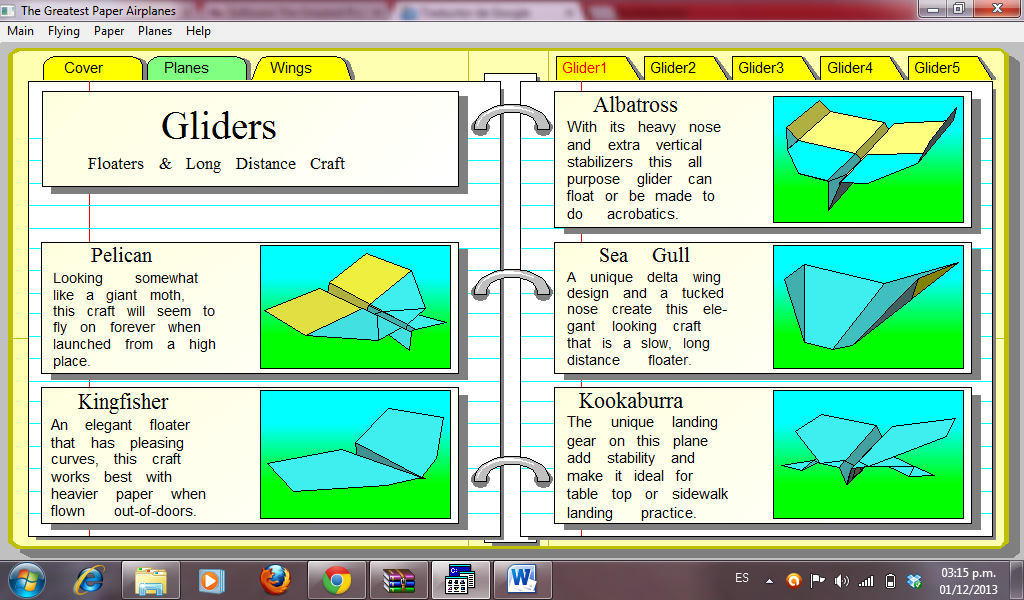 The Greatest Paper Airplanes
Main Flying Paper Planes Help
Cover Planes Wings
Glider1 Glider2 Glider3 Glider4 Glider5
Gliders
Floaters & Long Distance Craft
Pelican
Looking somewhat
like a giant moth,
this craft will seem to
fly on forever when
launched from a high
place.
Kingfisher
An elegant floater
that has pleasing
curves, this craft
works best with
heavier paper when
flown out-of-doors.
Albatross
With its heavy nose
and extra vertical
stabilizers this all
purpose glider can
float or be made to
do acrobatics.
Sea Gull
A unique delta wing
design and a tucked
nose create this ele-
gant looking craft
that is a slow, long
distance floater.
Kookaburra
The unique landing
gear on this plane
add stability and
make it ideal for
table top or sidewalk
landing practice.
ES
03:15 p.m.
01/12/2013